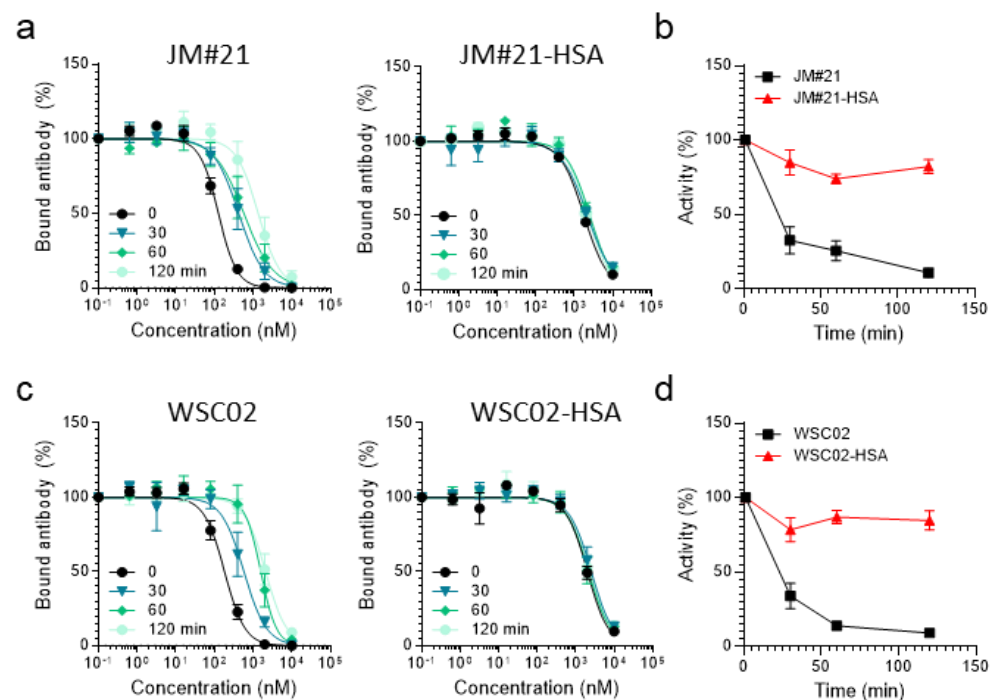 a
JM#21
Bound antibody (%)
150
100
50
0
0
30
60
120 min
10⁻¹ 10⁰ 10¹ 10² 10³ 10⁴ 10⁵
Concentration (nM)
JM#21-HSA
Bound antibody (%)
150
100
50
0
0
30
60
120 min
10⁻¹ 10⁰ 10¹ 10² 10³ 10⁴ 10⁵
Concentration (nM)
b
JM#21
JM#21-HSA
Activity (%)
150
100
50
0
0 50 100 150
Time (min)
c
WSC02
Bound antibody (%)
150
100
50
0
0
30
60
120 min
10⁻¹ 10⁰ 10¹ 10² 10³ 10⁴ 10⁵
Concentration (nM)
WSC02-HSA
Bound antibody (%)
150
100
50
0
0
30
60
120 min
10⁻¹ 10⁰ 10¹ 10² 10³ 10⁴ 10⁵
Concentration (nM)
d
WSC02
WSC02-HSA
Activity (%)
150
100
50
0
0 50 100 150
Time (min)